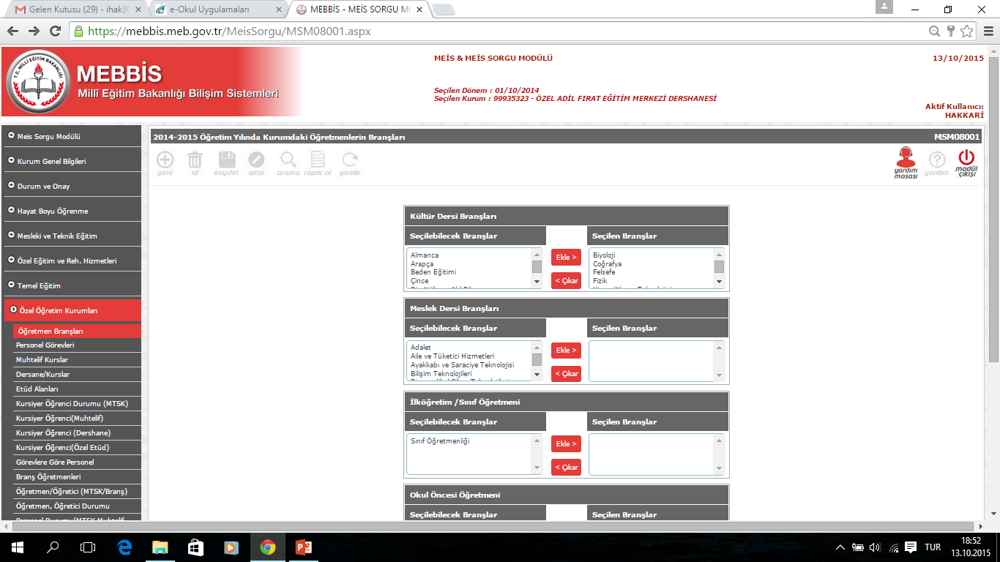 Gelen Kutusu (29) - ihak3
e-Okul Uygulamaları
MEBBİS - MEİS SORGU M
https://mebbis.meb.gov.tr/MeisSorgu/MSM08001.aspx
T.C. MİLLÎ EĞİTİM BAKANLIĞI
MEBBİS
Millî Eğitim Bakanlığı Bilişim Sistemleri
MEİS & MEİS SORGU MODÜLÜ
13/10/2015
Seçilen Dönem : 01/10/2014
Seçilen Kurum : 99935323 - ÖZEL ADİL FIRAT EĞİTİM MERKEZİ DERSHANESİ
Aktif Kullanıcı:
HAKKARİ
Meis Sorgu Modülü
Kurum Genel Bilgileri
Durum ve Onay
Hayat Boyu Öğrenme
Mesleki ve Teknik Eğitim
Özel Eğitim ve Reh. Hizmetleri
Temel Eğitim
Özel Öğretim Kurumları
Öğretmen Branşları
Personel Görevleri
Muhtelif Kurslar
Dersane/Kurslar
Etüd Alanları
Kursiyer Öğrenci Durumu (MTSK)
Kursiyer Öğrenci(Muhtelif)
Kursiyer Öğrenci (Dershane)
Kursiyer Öğrenci(Özel Etüd)
Görevlere Göre Personel
Branş Öğretmenleri
Öğretmen/Öğretici (MTSK/Branş)
Öğretmen, Öğretici Durumu
Personel Durumu(MTSK Muhtelif
2014-2015 Öğretim Yılında Kurumdaki Öğretmenlerin Branşları
MSM08001
yeni
sil
kaydet
iptal
arama
rapor al
yenile
yardım masası
yardım
modül çıkışı
Kültür Dersi Branşları
Seçilebilecek Branşlar
Seçilen Branşlar
Almanca
Arapça
Beden Eğitimi
Çince
Ekle >
< Çıkar
Biyoloji
Coğrafya
Felsefe
Fizik
Meslek Dersi Branşları
Seçilebilecek Branşlar
Seçilen Branşlar
Adalet
Aile ve Tüketici Hizmetleri
Ayakkabı ve Saraciye Teknolojisi
Bilişim Teknolojileri
Ekle >
< Çıkar
İlköğretim /Sınıf Öğretmeni
Seçilebilecek Branşlar
Seçilen Branşlar
Sınıf Öğretmenliği
Ekle >
< Çıkar
Okul Öncesi Öğretmeni
Seçilebilecek Branşlar
Seçilen Branşlar
TUR
18:52
13.10.2015